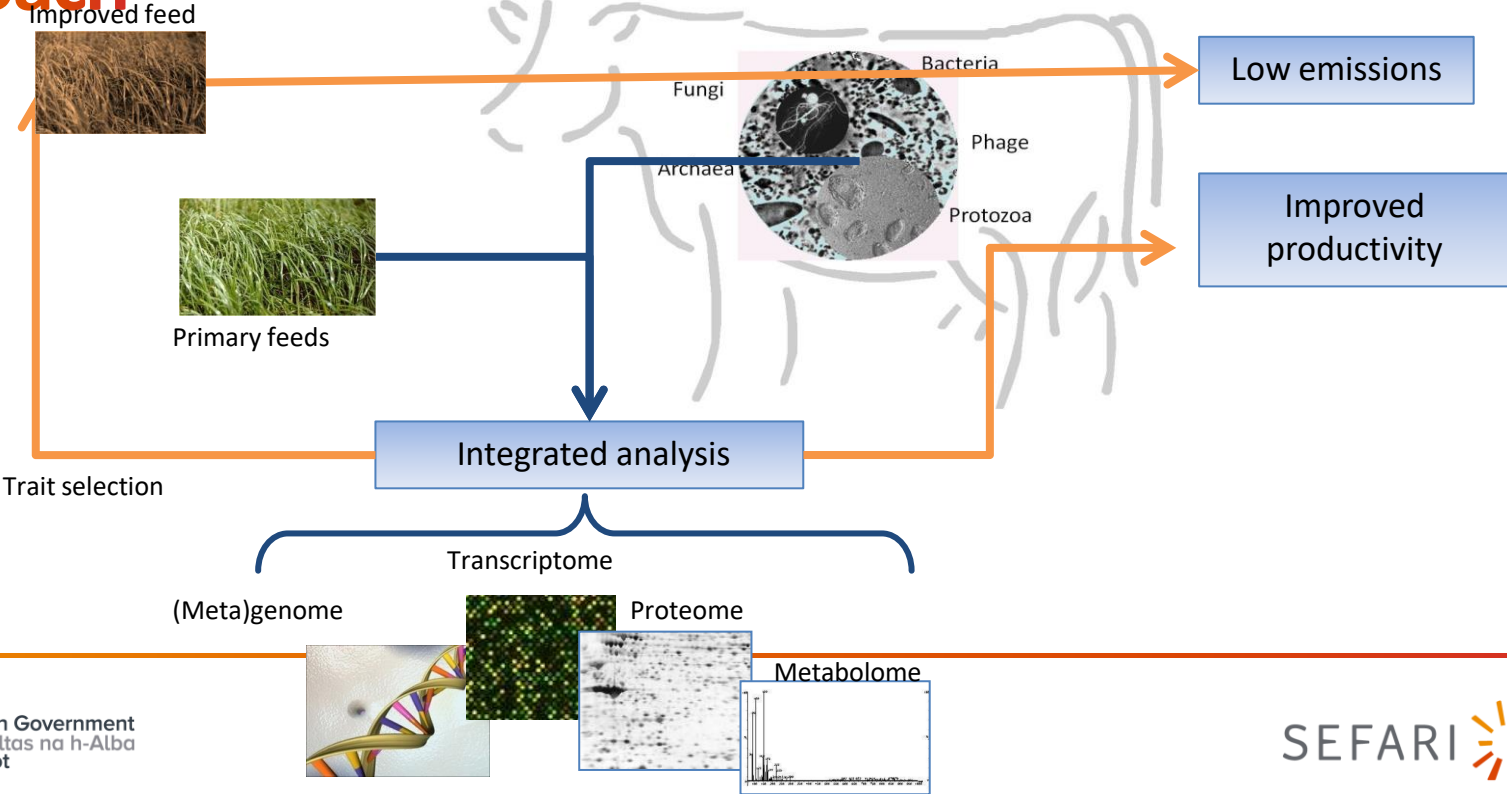 Improved feed
Bacteria
Low emissions
Fungi
Phage
Archaea
Protozoa
Improved
productivity
Primary feeds
Integrated analysis
Trait selection
Transcriptome
(Meta)genome
Proteome
Metabolome
Government
na h-Alba
SEFARI